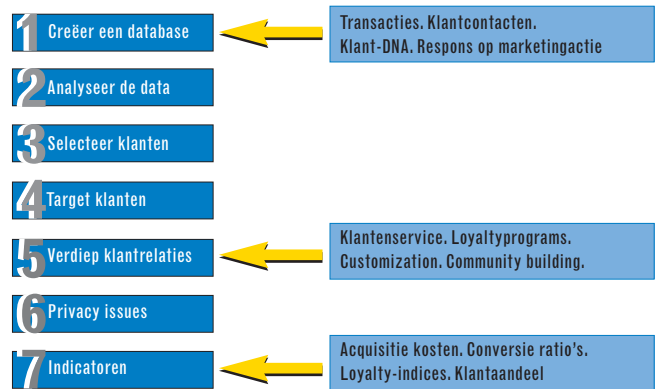 1 Creëer een database
Transacties. Klantcontacten.
Klant-DNA. Respons op marketingactie
2 Analyseer de data
3 Selecteer klanten
4 Target klanten
5 Verdiep klantrelaties
Klantenservice. Loyaltyprograms.
Customization. Community building.
6 Privacy issues
7 Indicatoren
Acquisitie kosten. Conversie ratio's.
Loyalty-indices. Klantaandeel